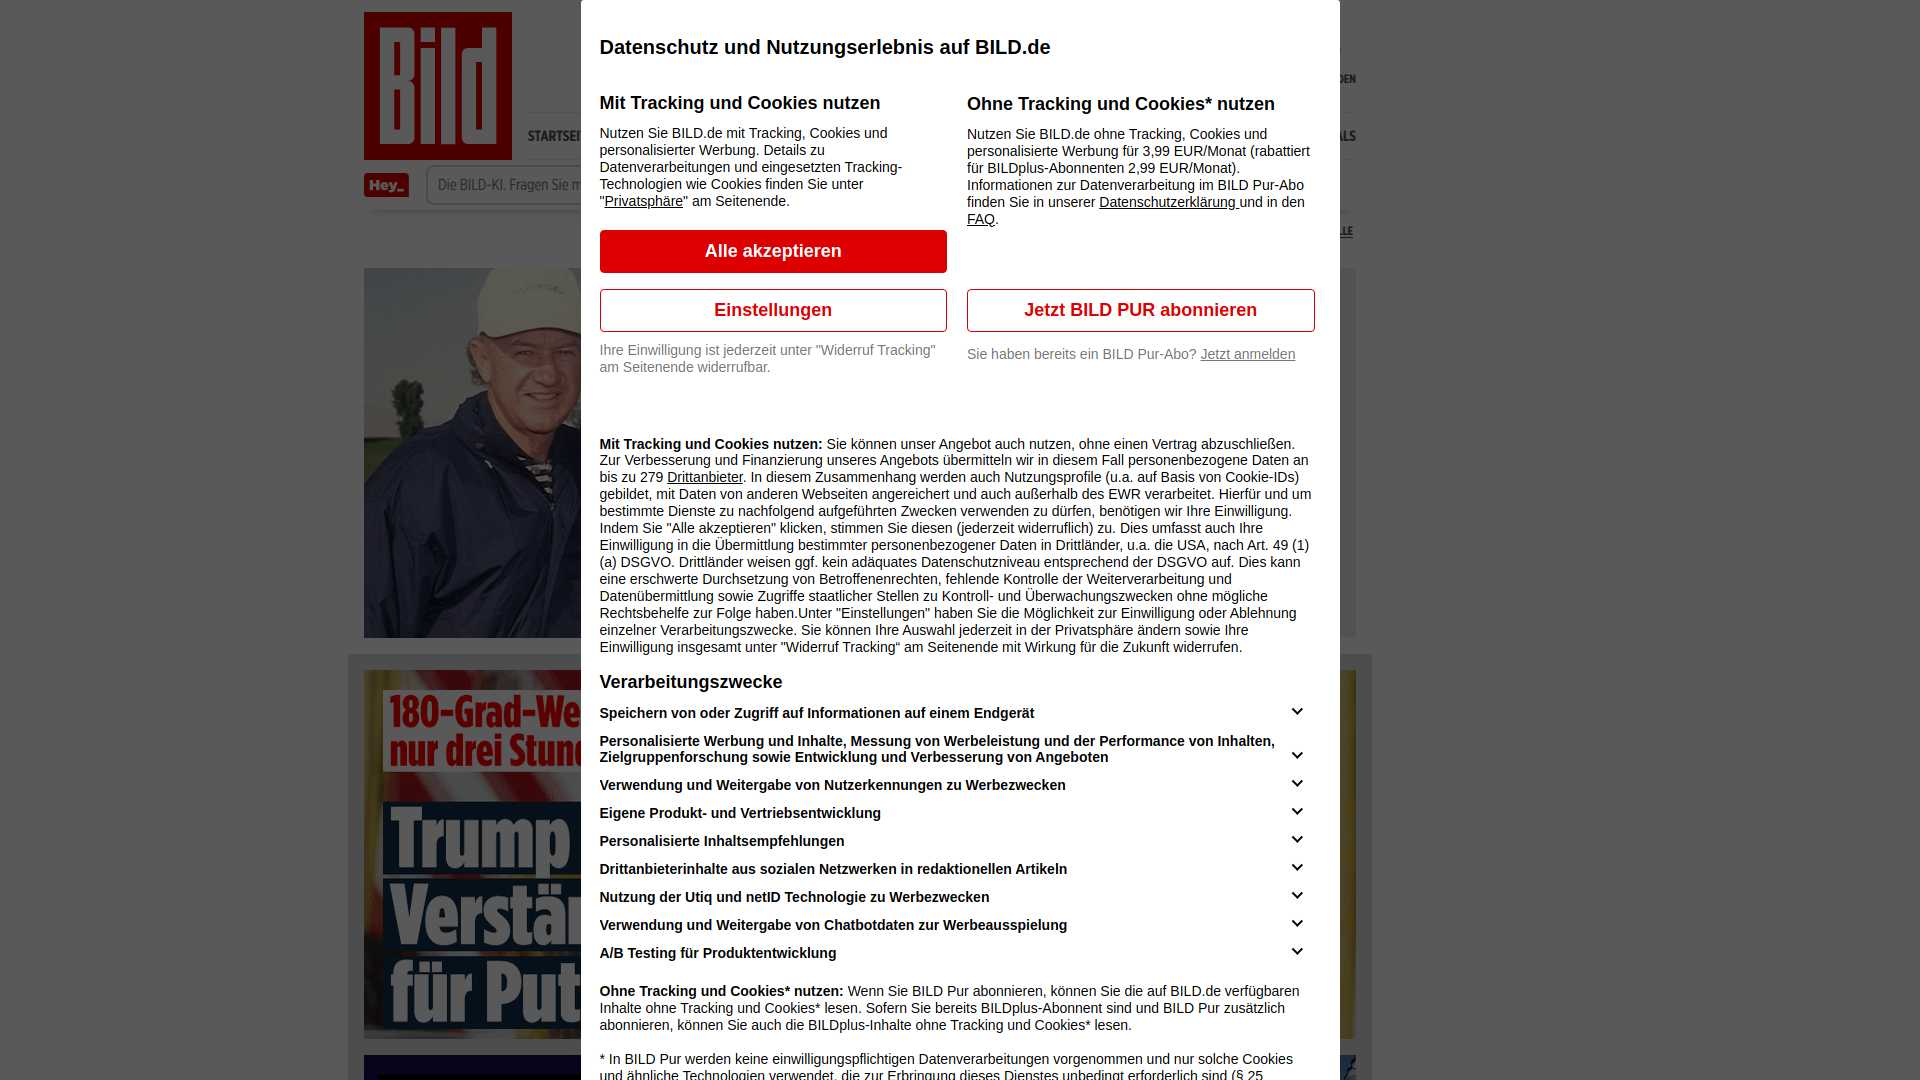 Bild
Datenschutz und Nutzungserlebnis auf BILD.de
Mit Tracking und Cookies nutzen
Nutzen Sie BILD.de mit Tracking, Cookies und
personalisierter Werbung. Details zu
Datenverarbeitungen und eingesetzten Tracking-
Technologien wie Cookies finden Sie unter
"Privatsphäre" am Seitenende.
Alle akzeptieren
Einstellungen
Ihre Einwilligung ist jederzeit unter "Widerruf Tracking"
am Seitenende widerrufbar.
Ohne Tracking und Cookies* nutzen
Nutzen Sie BILD.de ohne Tracking, Cookies und
personalisierte Werbung für 3,99 EUR/Monat (rabattiert
für BILDplus-Abonnenten 2,99 EUR/Monat).
Informationen zur Datenverarbeitung im BILD Pur-Abo
finden Sie in unserer Datenschutzerklärung und in den
FAQ.
Jetzt BILD PUR abonnieren
Sie haben bereits ein BILD Pur-Abo? Jetzt anmelden
Hey_
Die BILD-KI. Fragen Sie
Mit Tracking und Cookies nutzen: Sie können unser Angebot auch nutzen, ohne einen Vertrag abzuschließen.
Zur Verbesserung und Finanzierung unseres Angebots übermitteln wir in diesem Fall personenbezogene Daten an
bis zu 279 Drittanbieter. In diesem Zusammenhang werden auch Nutzungsprofile (u.a. auf Basis von Cookie-IDs)
gebildet, mit Daten von anderen Webseiten angereichert und auch außerhalb des EWR verarbeitet. Hierfür und um
bestimmte Dienste zu nachfolgend aufgeführten Zwecken verwenden zu dürfen, benötigen wir Ihre Einwilligung.
Indem Sie "Alle akzeptieren" klicken, stimmen Sie diesen (jederzeit widerruflich) zu. Dies umfasst auch Ihre
Einwilligung in die Übermittlung bestimmter personenbezogener Daten in Drittländer, u.a. die USA, nach Art. 49 (1)
(a) DSGVO. Drittländer weisen ggf. kein adäquates Datenschutzniveau entsprechend der DSGVO auf. Dies kann
eine erschwerte Durchsetzung von Betroffenenrechten, fehlende Kontrolle der Weiterverarbeitung und
Datenübermittlung sowie Zugriffe staatlicher Stellen zu Kontroll- und Überwachungszwecken ohne mögliche
Rechtsbehelfe zur Folge haben.Unter "Einstellungen" haben Sie die Möglichkeit zur Einwilligung oder Ablehnung
einzelner Verarbeitungszwecke. Sie können Ihre Auswahl jederzeit in der Privatsphäre ändern sowie Ihre
Einwilligung insgesamt unter "Widerruf Tracking“ am Seitenende mit Wirkung für die Zukunft widerrufen.
Verarbeitungszwecke
Speichern von oder Zugriff auf Informationen auf einem Endgerät
Personalisierte Werbung und Inhalte, Messung von Werbeleistung und der Performance von Inhalten,
Zielgruppenforschung sowie Entwicklung und Verbesserung von Angeboten
Verwendung und Weitergabe von Nutzerkennungen zu Werbezwecken
Eigene Produkt- und Vertriebsentwicklung
Personalisierte Inhaltsempfehlungen
Drittanbieterinhalte aus sozialen Netzwerken in redaktionellen Artikeln
Nutzung der Utiq und netID Technologie zu Werbezwecken
Verwendung und Weitergabe von Chatbotdaten zur Werbeausspielung
A/B Testing für Produktentwicklung
Ohne Tracking und Cookies* nutzen: Wenn Sie BILD Pur abonnieren, können Sie die auf BILD.de verfügbaren
Inhalte ohne Tracking und Cookies* lesen. Sofern Sie bereits BILDplus-Abonnent sind und BILD Pur zusätzlich
abonnieren, können Sie auch die BILDplus-Inhalte ohne Tracking und Cookies* lesen.
* In BILD Pur werden keine einwilligungspflichtigen Datenverarbeitungen vorgenommen und nur solche Cookies
und ähnliche Technologien verwendet, die zur Erbringung dieses Dienstes unbedingt erforderlich sind (§ 25
180-Grad-We
nur drei Stun
Trump
Verstä
für Put